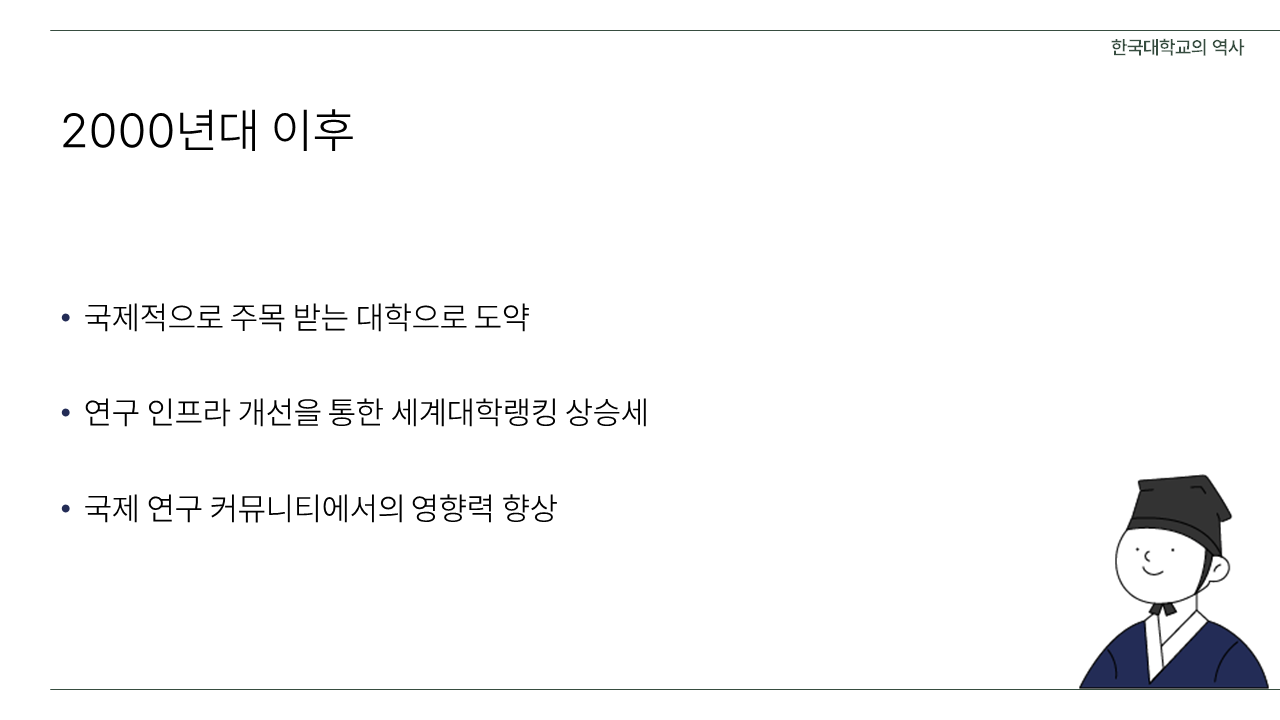 한국대학교의 역사
2000년대 이후
• 국제적으로 주목 받는 대학으로 도약
• 연구 인프라 개선을 통한 세계대학랭킹 상승세
• 국제 연구 커뮤니티에서의 영향력 향상